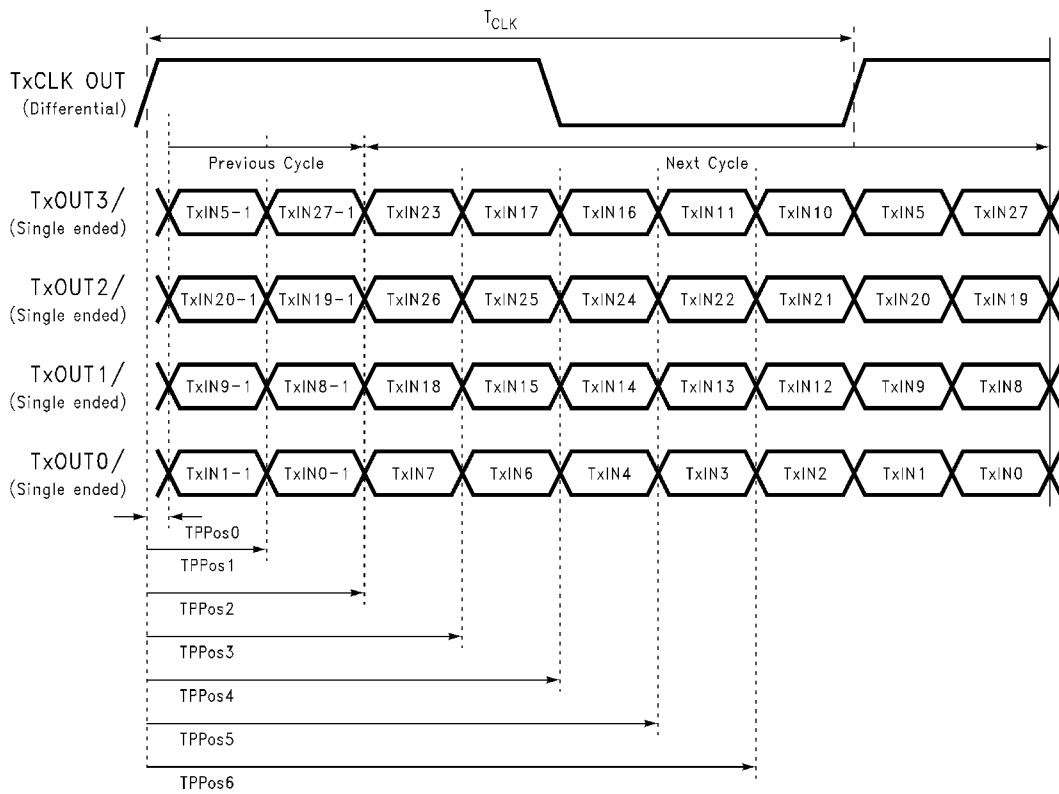 TCLK
TxCLK OUT
(Differential)
Previous Cycle
Next Cycle
TxOUT3/
(Single ended)
TxIN5-1 TxIN27-1 TxIN23 TxIN17 TxIN16 TxIN11 TxIN10 TxIN5 TxIN27
TxOUT2/
(Single ended)
TxIN20-1 TxIN19-1 TxIN26 TxIN25 TxIN24 TxIN22 TxIN21 TxIN20 TxIN19
TxOUT1/
(Single ended)
TxIN9-1 TxIN8-1 TxIN18 TxIN15 TxIN14 TxIN13 TxIN12 TxIN9 TxIN8
TxOUT0/
(Single ended)
TxIN1-1 TxIN0-1 TxIN7 TxIN6 TxIN4 TxIN3 TxIN2 TxIN1 TxIN0
TPPos0
TPPos1
TPPos2
TPPos3
TPPos4
TPPos5
TPPos6